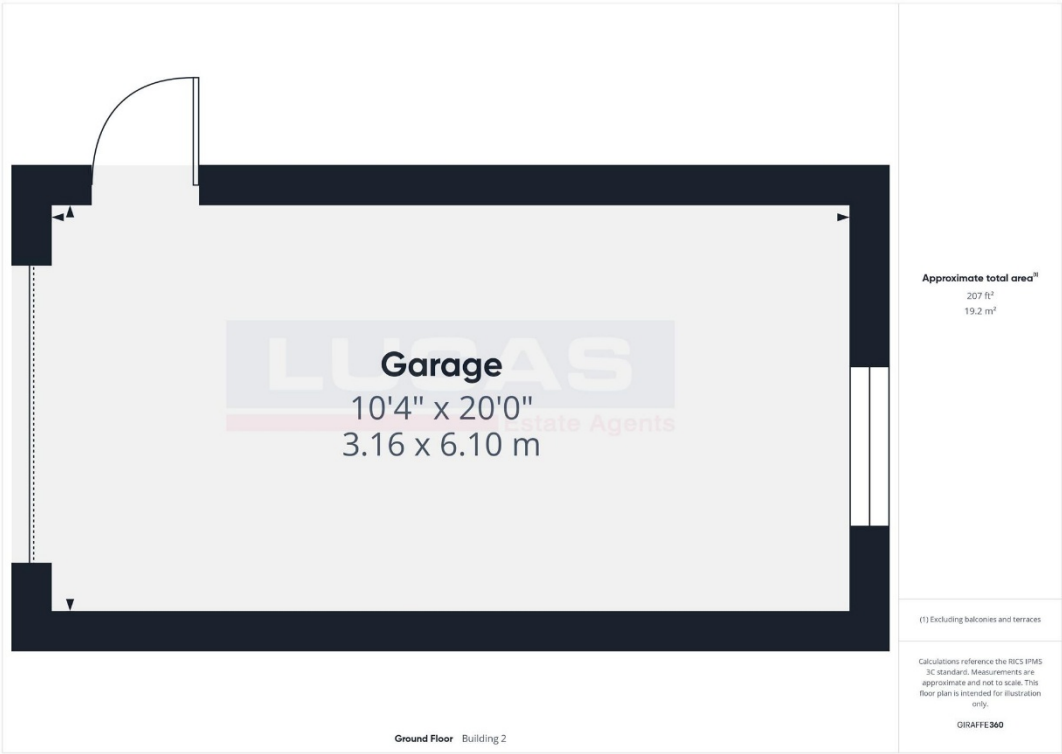 LUCAS
Estate Agents
Garage
10'4" x 20'0"
3.16 x 6.10 m
Ground Floor Building 2
Approximate total area⁽¹⁾
207 ft²
19.2 m²
(1) Excluding balconies and terraces
Calculations reference the RICS IPMS
3C standard. Measurements are
approximate and not to scale. This
floor plan is intended for illustration
only.
GIRAFFE360